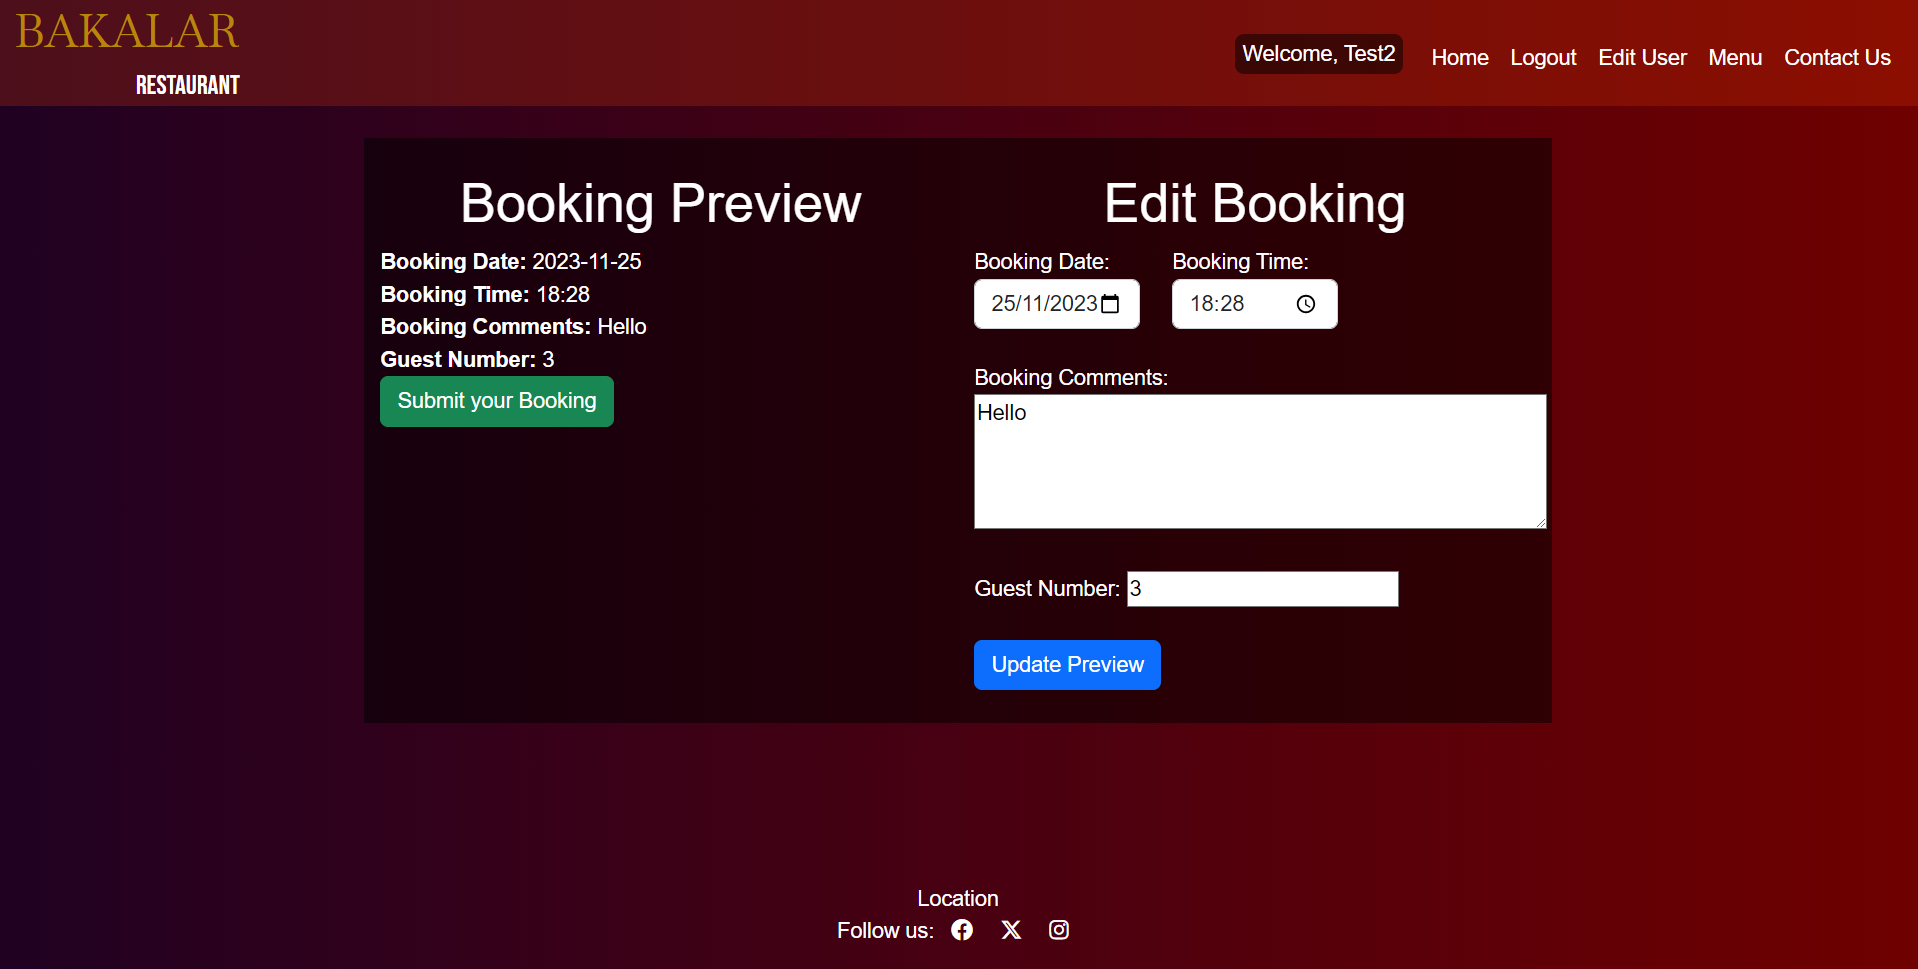 BAKALAR
RESTAURANT
Welcome, Test2
Home
Logout
Edit User
Menu
Contact Us
Booking Preview
Booking Date: 2023-11-25
Booking Time: 18:28
Booking Comments: Hello
Guest Number: 3
Submit your Booking
Edit Booking
Booking Date:
Booking Time:
25/11/2023
18:28
Booking Comments:
Hello
Guest Number: 3
Update Preview
Location
Follow us: